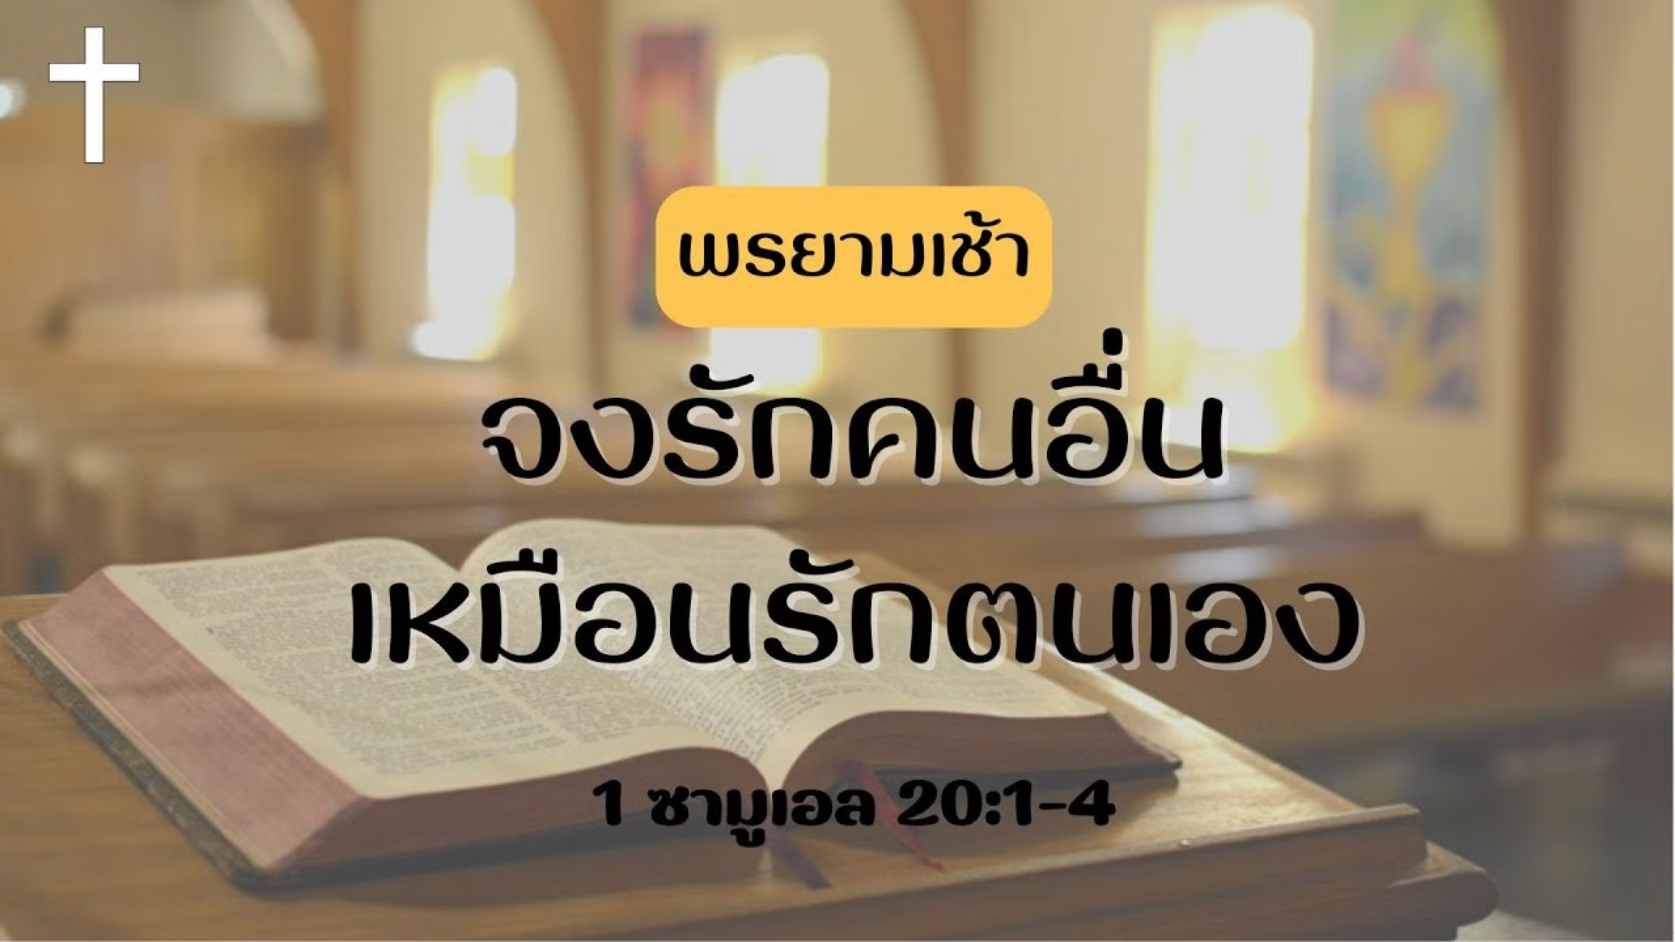 พรยามเช้า
จงรักคนอื่น
เหมือนรักตนเอง
1 ซามูเอล 20:1-4